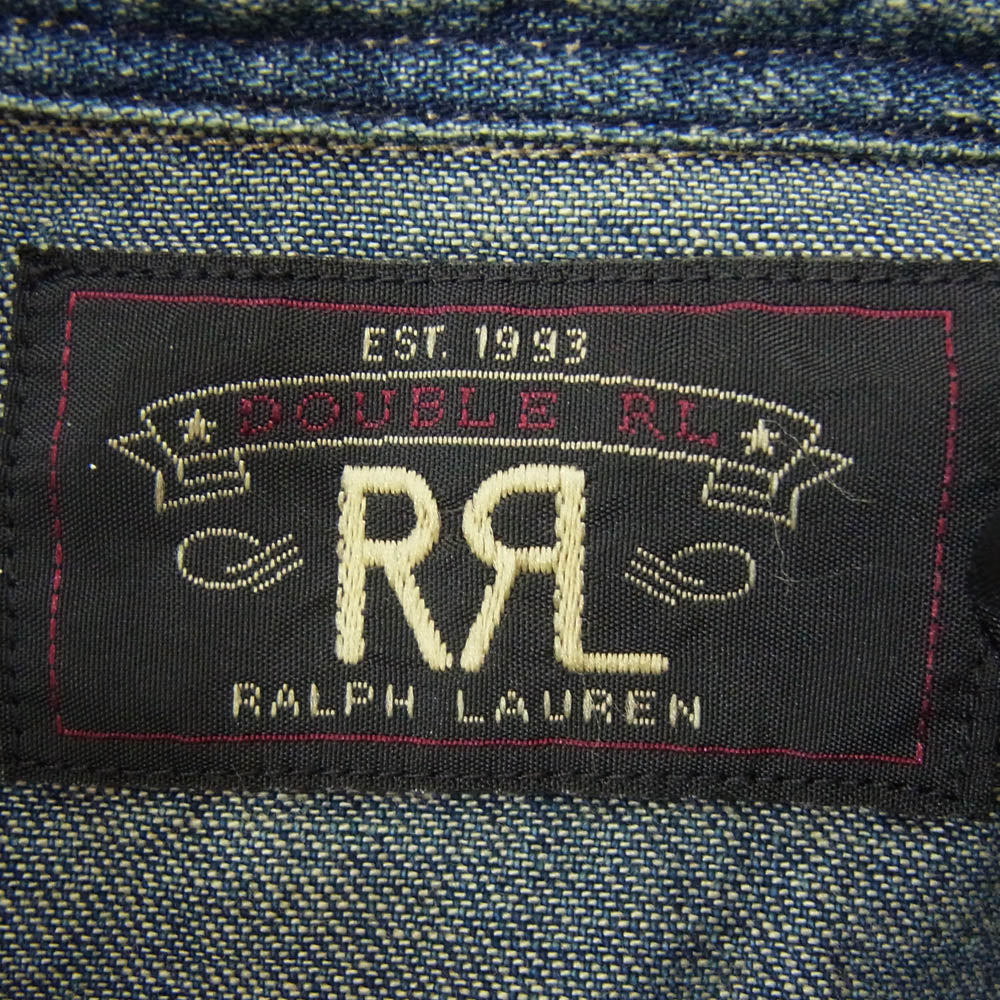 EST. 1993
DOUBLE RL
RRL
RALPH LAUREN